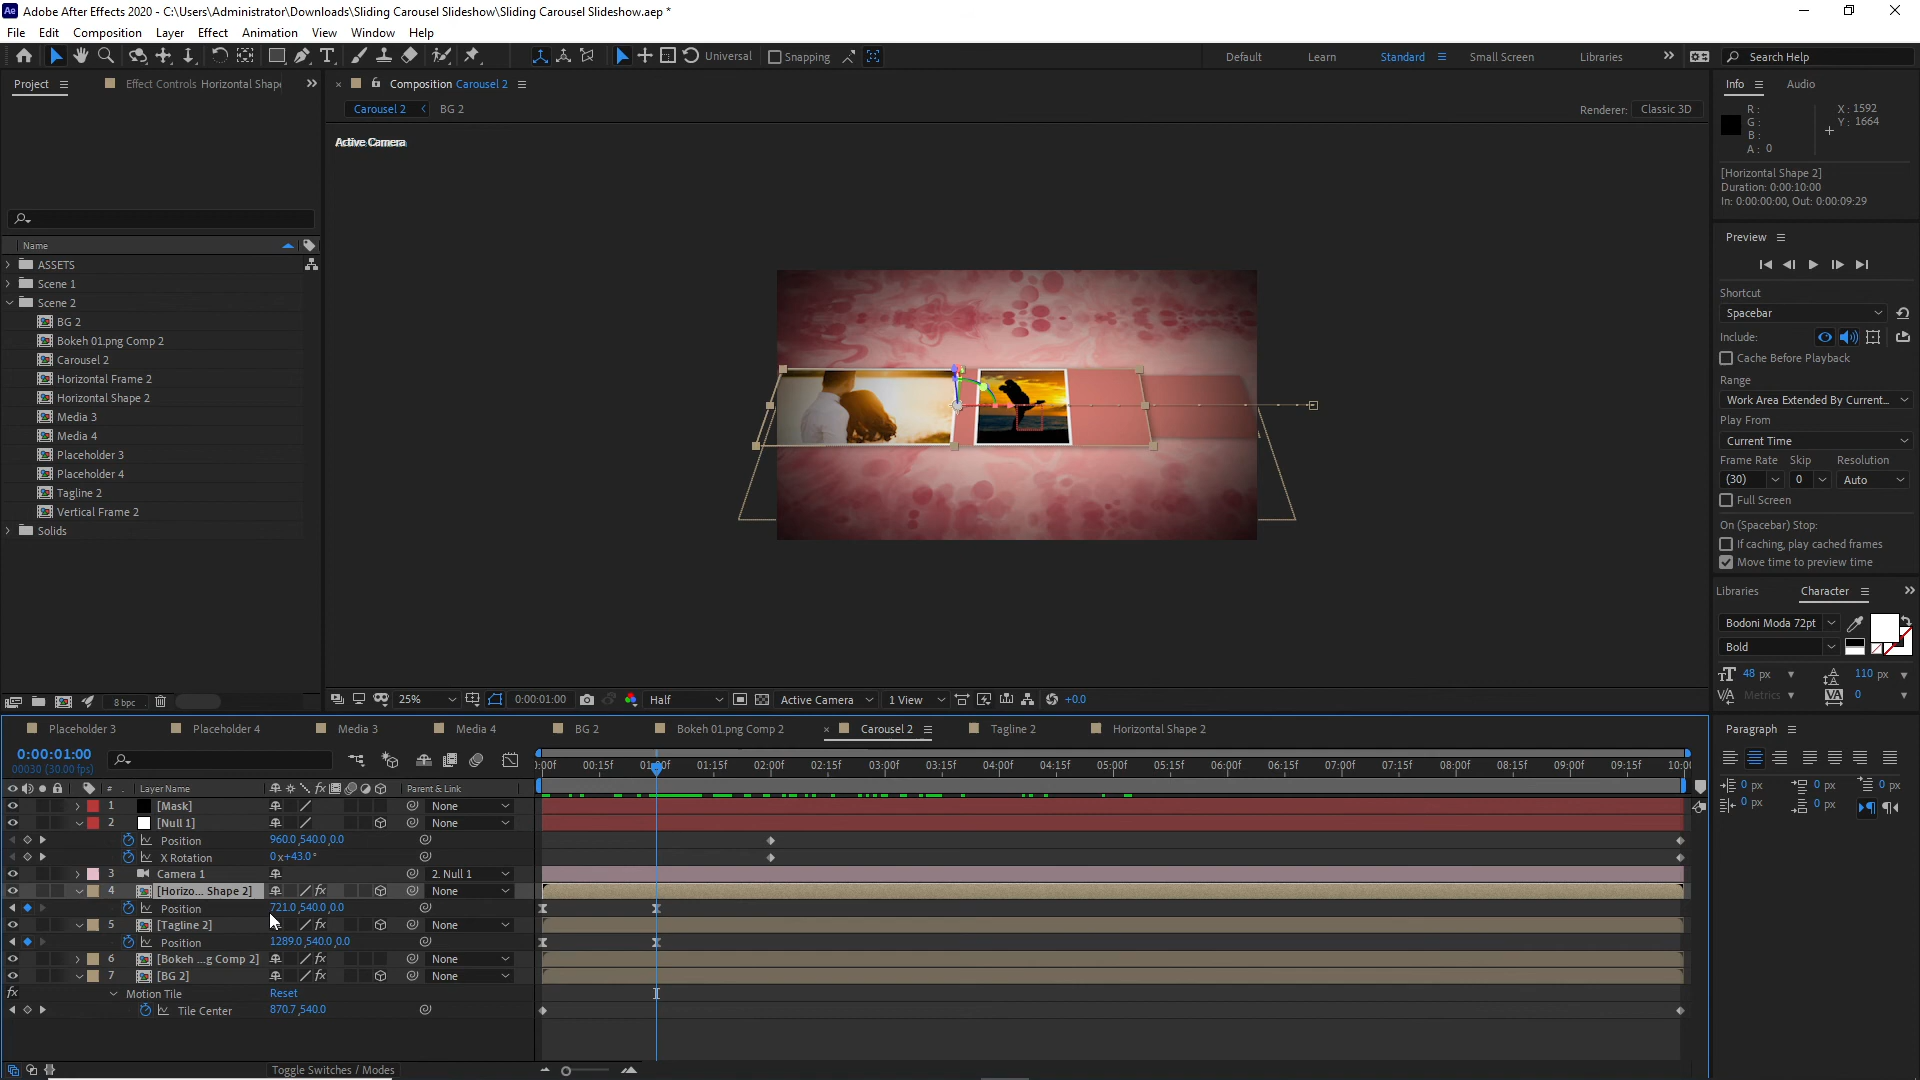 Adobe After Effects 2020 - C:\Users\Administrator\Downloads\Sliding Carousel Slideshow\Sliding Carousel Slideshow.aep *
File Edit Composition Layer Effect Animation View Window Help
Universal Snapping Default Learn Standard Small Screen Libraries Search Help
Project Effect Controls Horizontal Shap
Composition Carousel 2
Info Audio
Carousel 2 BG 2
Renderer: Classic 3D
Active Camera
R: X: 1592
G: Y: 1664
B:
A: 0
[Horizontal Shape 2]
Duration: 0:00:10:00
In: 0:00:00:00, Out: 0:00:09:29
Preview
Shortcut
Spacebar
Include:
Cache Before Playback
Range
Work Area Extended By Current...
Play From
Current Time
Frame Rate Skip Resolution
(30) 0 Auto
Full Screen
On (Spacebar) Stop:
If caching, play cached frames
Move time to preview time
Name
ASSETS
Scene 1
Scene 2
BG 2
Bokeh 01.png Comp 2
Carousel 2
Horizontal Frame 2
Horizontal Shape 2
Media 3
Media 4
Placeholder 3
Placeholder 4
Tagline 2
Vertical Frame 2
Solids
Libraries Character
Bodoni Moda 72pt
Bold
48 px 110 px
Metrics 0
8 bpc
25% 0:00:01:00 Half Active Camera 1 View +0.0
Placeholder 3 Placeholder 4 Media 3 Media 4 BG 2 Bokeh 01.png Comp 2 Carousel 2 Tagline 2 Horizontal Shape 2
Paragraph
0 px 0 px 0 px
0 px 0 px
0:00:01:00
00030 (30.00 fps)
:00f 00:15f 01:00f 01:15f 02:00f 02:15f 03:00f 03:15f 04:00f 04:15f 05:00f 05:15f 06:00f 06:15f 07:00f 07:15f 08:00f 08:15f 09:00f 09:15f 10:00
# Layer Name Parent & Link
1 [Mask] None
2 [Null 1] None
Position 960.0,540.0,0.0
X Rotation 0x+43.0°
3 Camera 1 2. Null 1
4 [Horizo... Shape 2] fx None
Position 721.0,540.0,0.0
5 [Tagline 2] fx None
Position 1289.0,540.0,0.0
6 [Bokeh ...g Comp 2] fx None
7 [BG 2] fx None
fx Motion Tile Reset
Tile Center 870.7,540.0
Toggle Switches / Modes